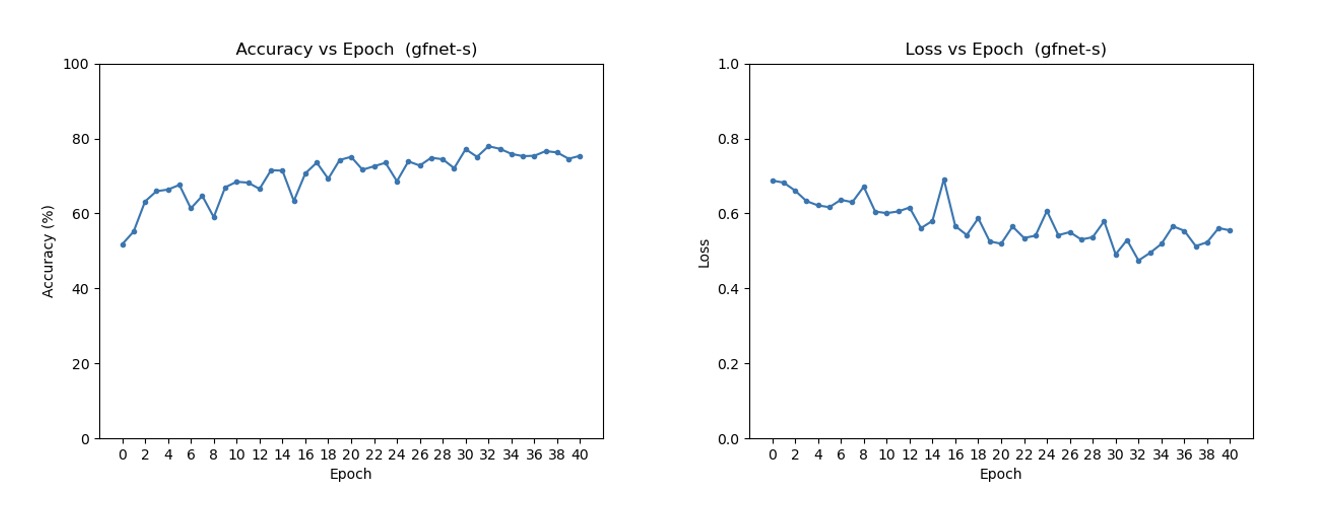 Accuracy vs Epoch (gfnet-s)
100
80
60
40
20
0
Accuracy (%)
0 2 4 6 8 10 12 14 16 18 20 22 24 26 28 30 32 34 36 38 40
Epoch
Loss vs Epoch (gfnet-s)
1.0
0.8
0.6
0.4
0.2
0.0
Loss
0 2 4 6 8 10 12 14 16 18 20 22 24 26 28 30 32 34 36 38 40
Epoch